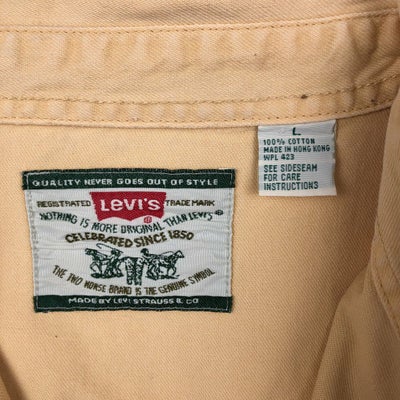 QUALITY NEVER GOES OUT OF STYLE
REGISTRATED LEVI'S TRADE MARK
®
NOTHING IS MORE ORIGINAL THAN LEVI'S®
CELEBRATED SINCE 1850
THE TWO HORSE BRAND IS THE GENUINE SYMBOL
MADE BY LEVI STRAUSS & CO
L
100% COTTON
MADE IN HONG KONG
WPL 423
SEE SIDESEAM
FOR CARE
INSTRUCTIONS